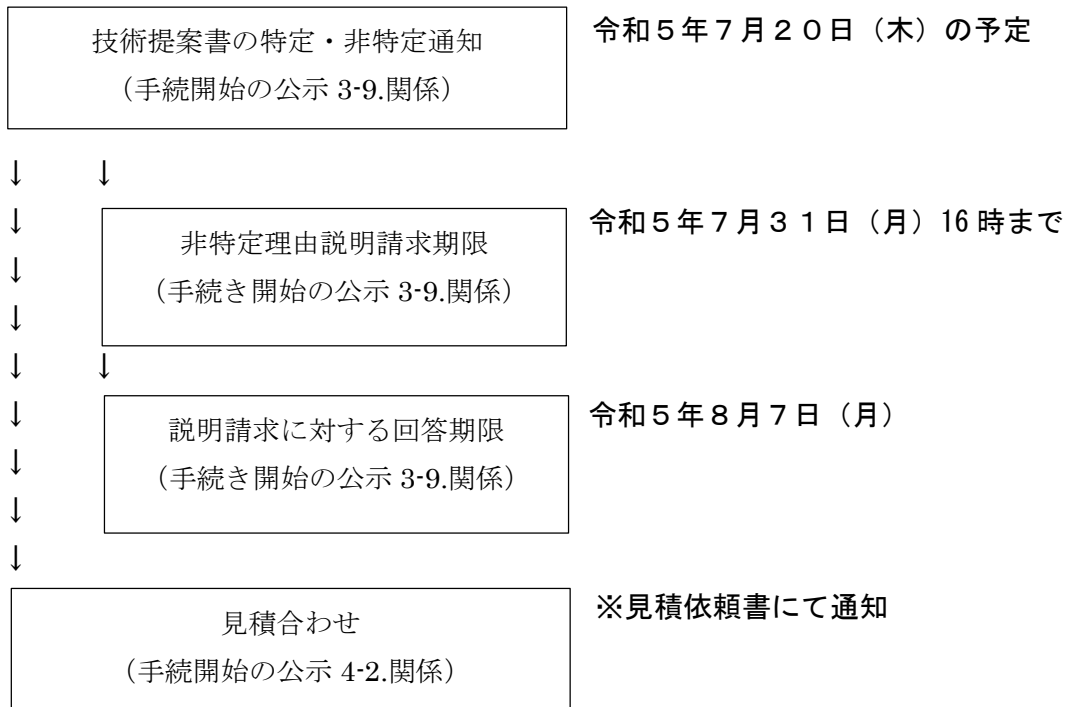 技術提案書の特定・非特定通知
（手続開始の公示 3-9.関係）
令和５年７月２０日（木）の予定
↓ ↓
↓
非特定理由説明請求期限
（手続き開始の公示 3-9.関係）
令和５年７月３１日（月）16時まで
↓
↓
↓ ↓
↓
説明請求に対する回答期限
（手続き開始の公示 3-9.関係）
令和５年８月７日（月）
↓
↓
↓
見積合わせ
（手続開始の公示 4-2.関係）
※見積依頼書にて通知